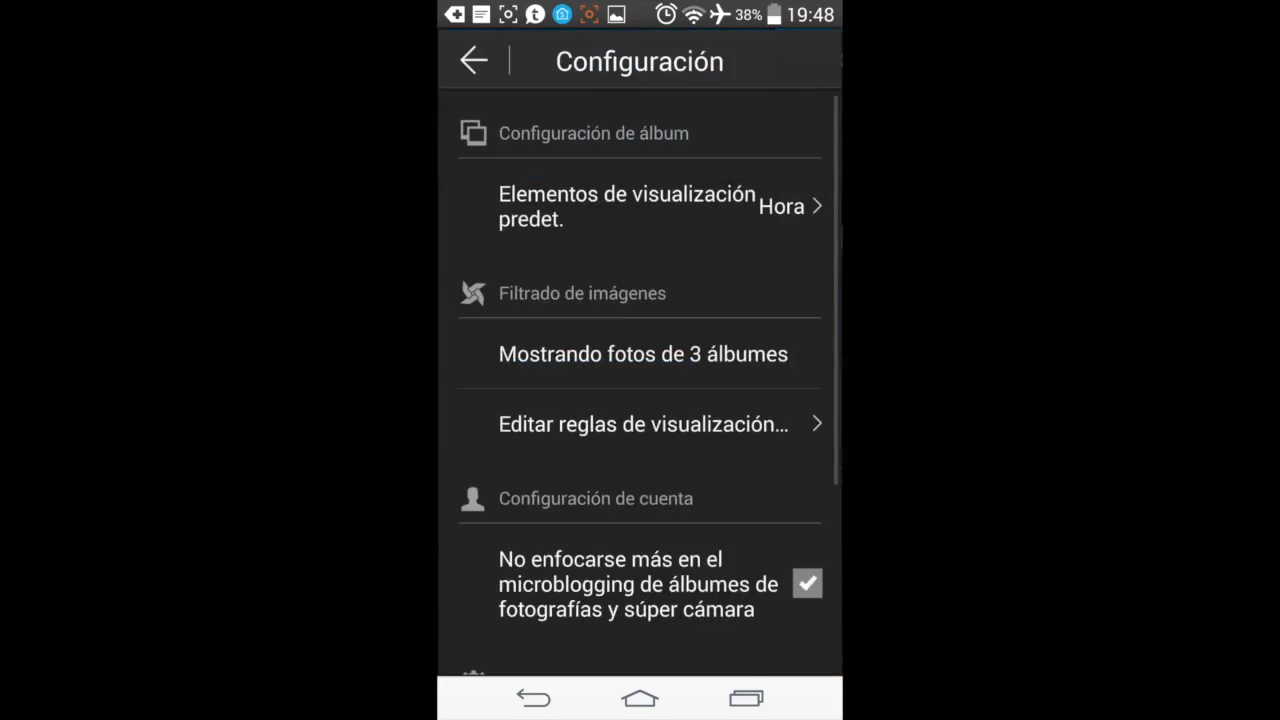 38% 19:48
Configuración
Configuración de álbum
Elementos de visualización
predet.
Hora
Filtrado de imágenes
Mostrando fotos de 3 álbumes
Editar reglas de visualización...
Configuración de cuenta
No enfocarse más en el
microblogging de álbumes de
fotografías y súper cámara